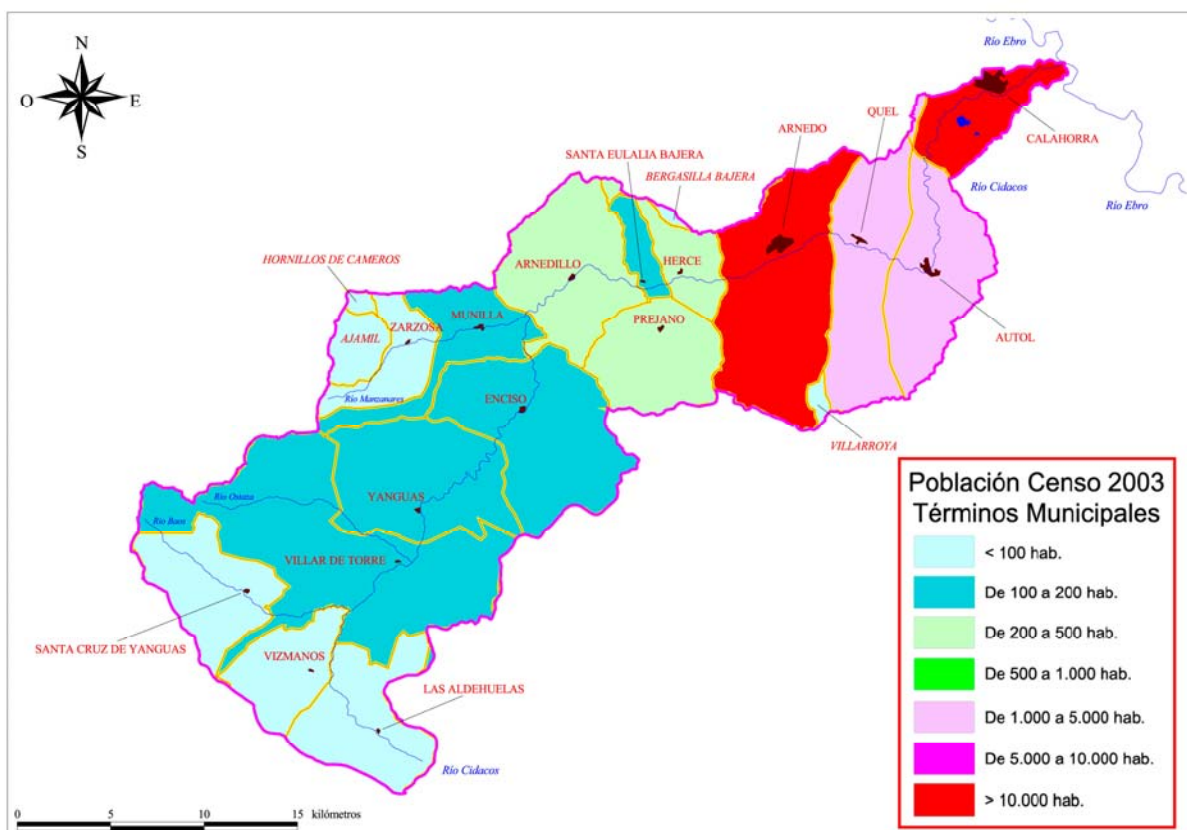 N
O
E
S
Río Ebro
QUEL
ARNEDO
CALAHORRA
SANTA EULALIA BAJERA
BERGASILLA BAJERA
Río Cidacos
Río Ebro
HORNILLOS DE CAMEROS
ARNEDILLO
HERCE
MUNILLA
ZARZOSA
AJAMIL
PREJANO
AUTOL
Río Manzanares
ENCISO
VILLARROYA
YANGUAS
Río Ostaza
Río Baos
VILLAR DE TORRE
SANTA CRUZ DE YANGUAS
VIZMANOS
LAS ALDEHUELAS
Río Cidacos
Población Censo 2003
Términos Municipales
< 100 hab.
De 100 a 200 hab.
De 200 a 500 hab.
De 500 a 1.000 hab.
De 1.000 a 5.000 hab.
De 5.000 a 10.000 hab.
> 10.000 hab.
0 5 10 15 kilómetros